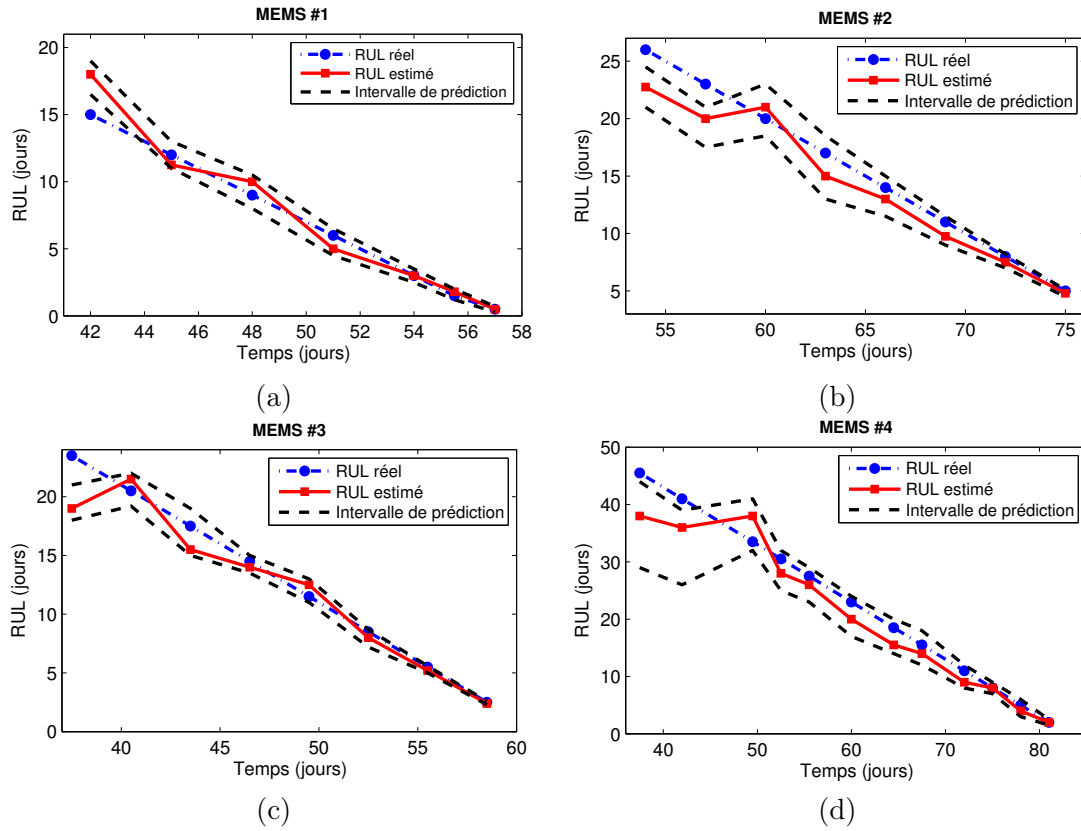 MEMS #1
20
15
10
5
0
RUL (jours)
RUL réel
RUL estimé
Intervalle de prédiction
42 44 46 48 50 52 54 56 58
Temps (jours)
(a)
MEMS #2
25
20
15
10
5
RUL (jours)
RUL réel
RUL estimé
Intervalle de prédiction
55 60 65 70 75
Temps (jours)
(b)
MEMS #3
20
15
10
5
0
RUL (jours)
RUL réel
RUL estimé
Intervalle de prédiction
40 45 50 55 60
Temps (jours)
(c)
MEMS #4
50
40
30
20
10
0
RUL (jours)
RUL réel
RUL estimé
Intervalle de prédiction
40 50 60 70 80
Temps (jours)
(d)